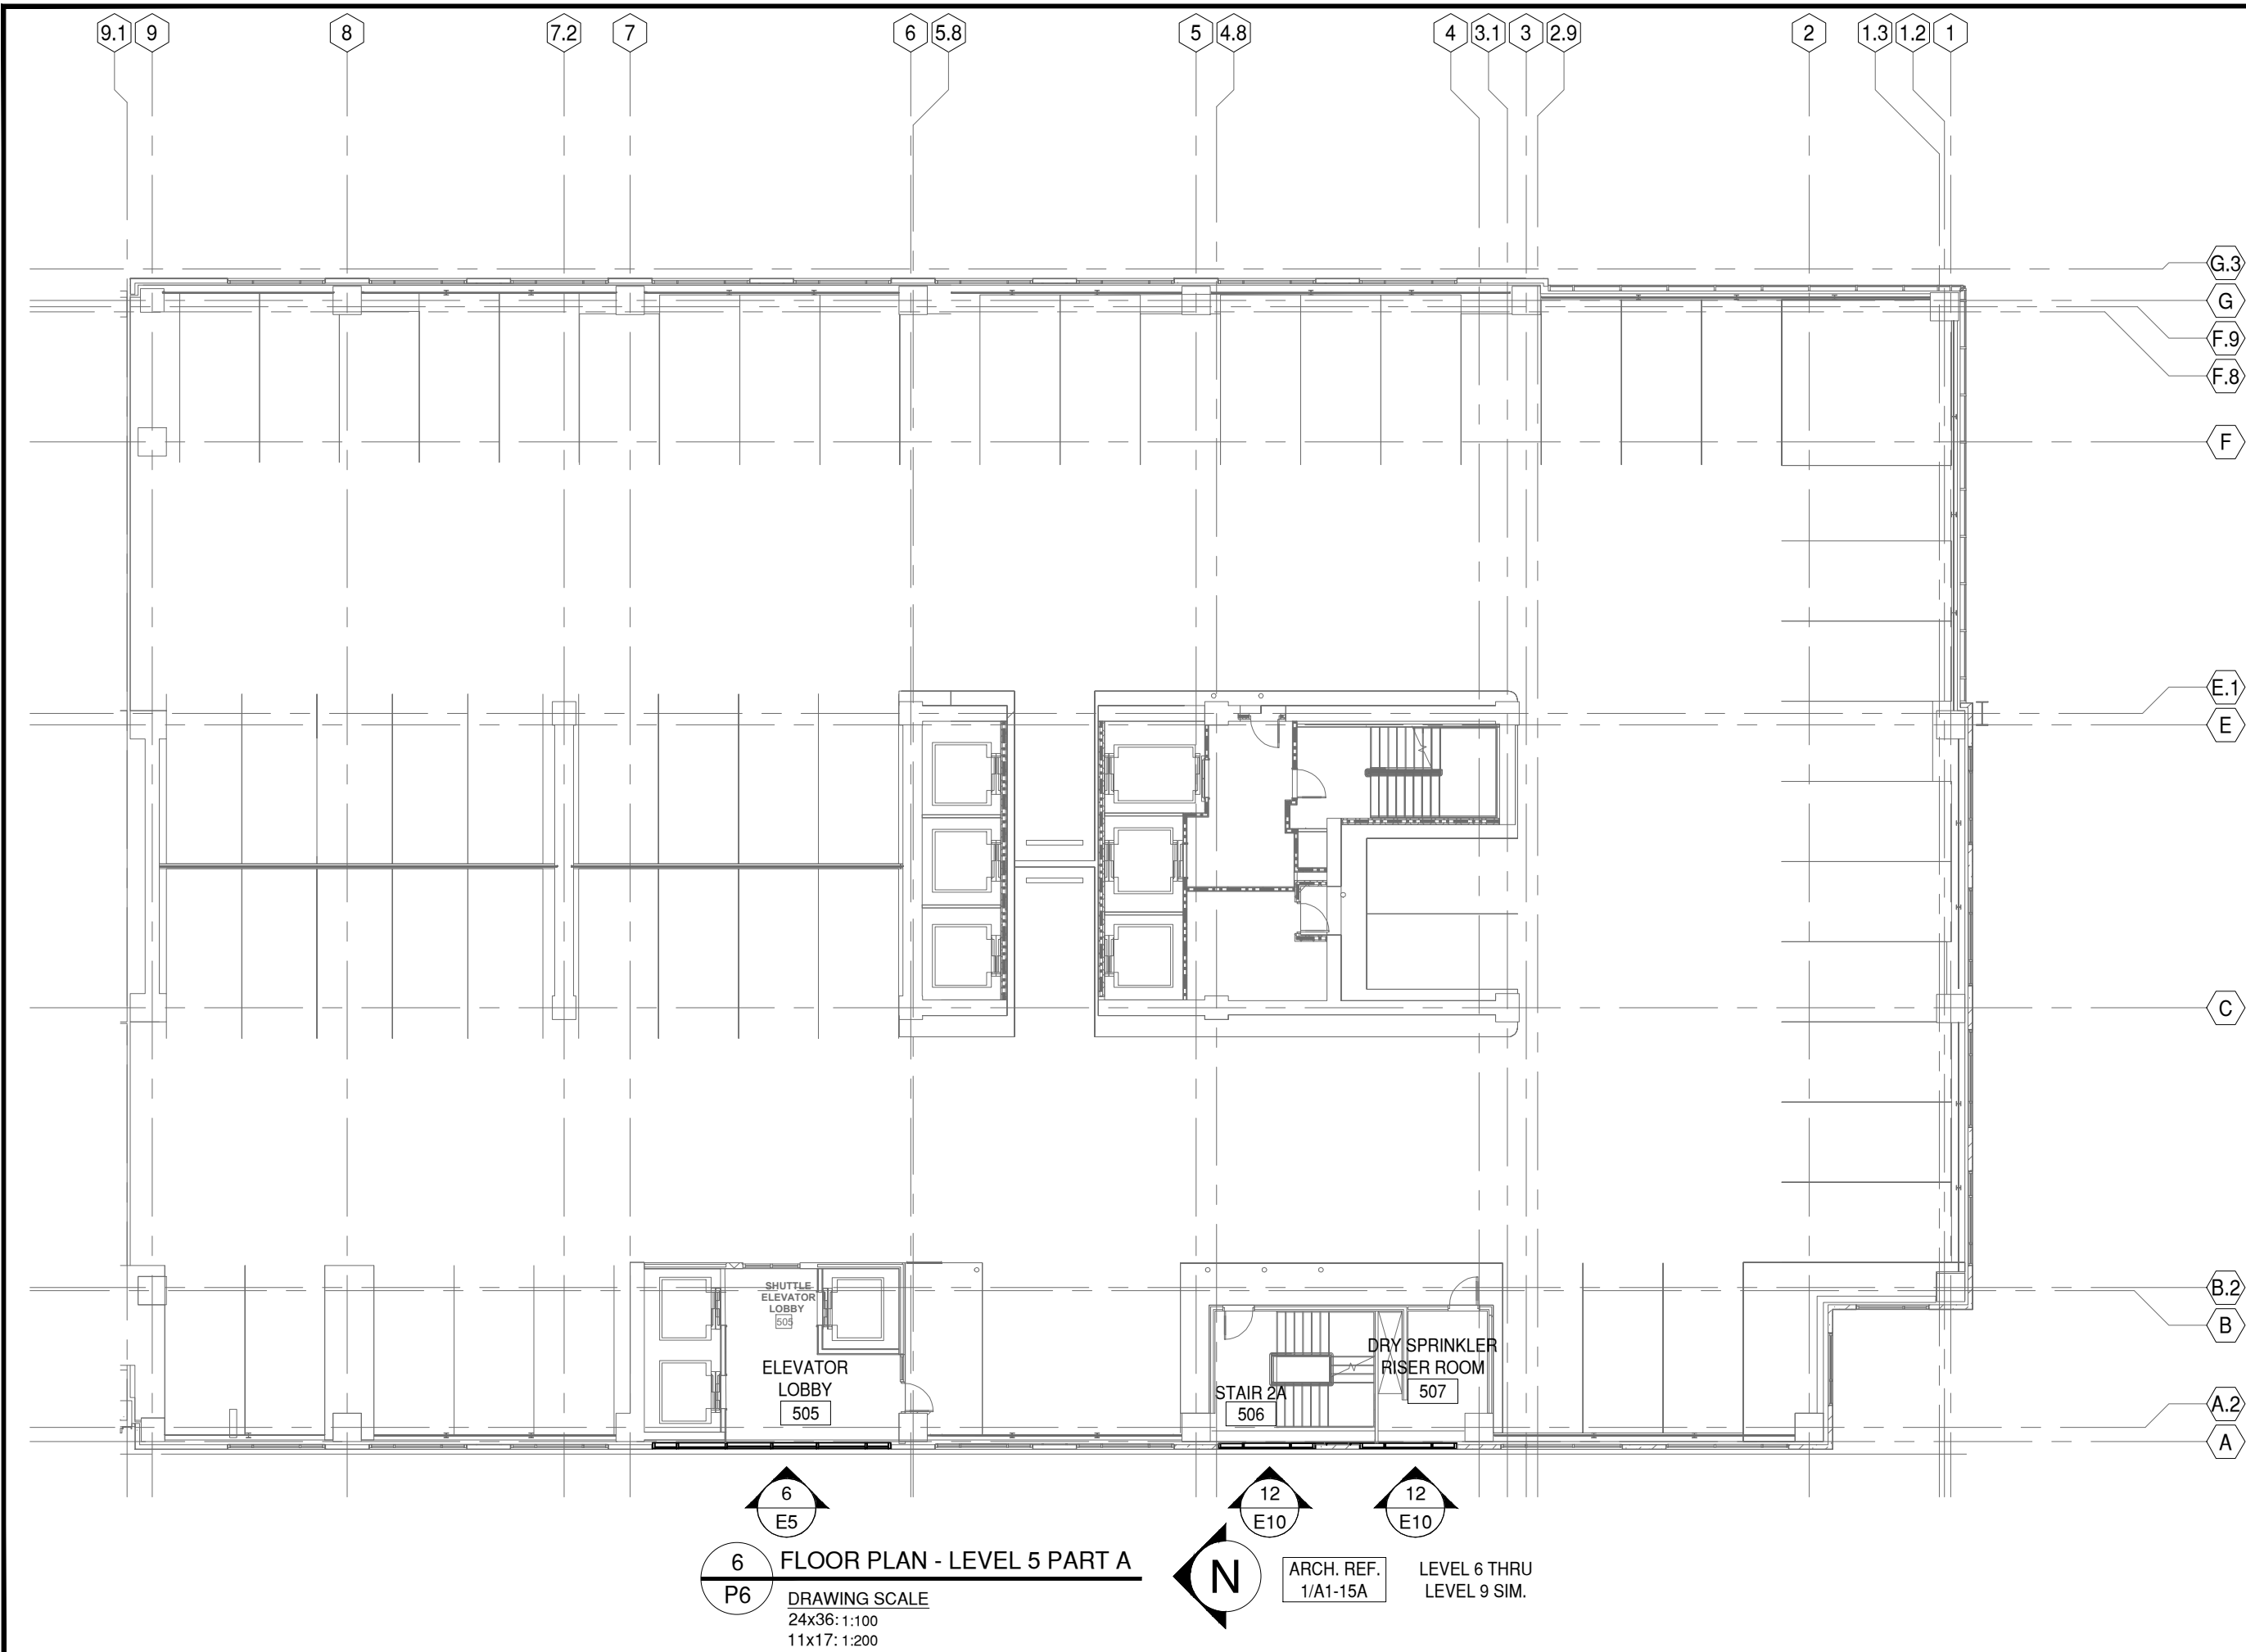 9.1 9 8 7.2 7 6 5.8 5 4.8 4 3.1 3 2.9 2 1.3 1.2 1
G.3
G
F.9
F.8
F
E.1
E
C
B.2
B
A.2
A
SHUTTLE
ELEVATOR
LOBBY
505
ELEVATOR
LOBBY
505
STAIR 2A
506
DRY SPRINKLER
RISER ROOM
507
6
E5
12
E10
12
E10
6
P6
FLOOR PLAN - LEVEL 5 PART A
DRAWING SCALE
24x36: 1:100
11x17: 1:200
N
ARCH. REF.
1/A1-15A
LEVEL 6 THRU
LEVEL 9 SIM.